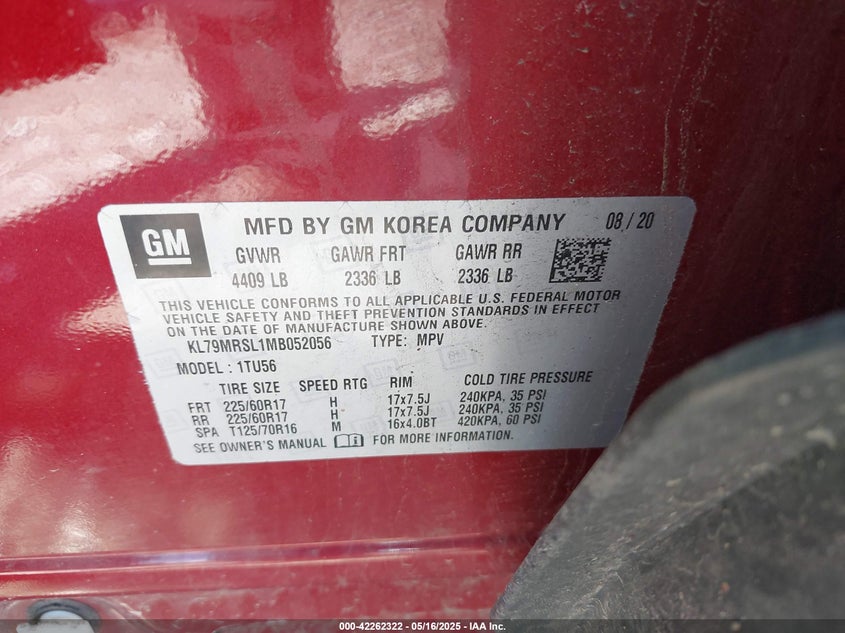 GM
MFD BY GM KOREA COMPANY 08/20
GVWR GAWR FRT GAWR RR
4409 LB 2336 LB 2336 LB
THIS VEHICLE CONFORMS TO ALL APPLICABLE U.S. FEDERAL MOTOR
VEHICLE SAFETY AND THEFT PREVENTION STANDARDS IN EFFECT
ON THE DATE OF MANUFACTURE SHOWN ABOVE.
KL79MRSL1MB052056 TYPE: MPV
MODEL : 1TU56
TIRE SIZE SPEED RTG RIM COLD TIRE PRESSURE
FRT 225/60R17 H 17x7.5J 240KPA, 35 PSI
RR 225/60R17 H 17x7.5J 240KPA, 35 PSI
SPA T125/70R16 M 16x4.0BT 420KPA, 60 PSI
SEE OWNER'S MANUAL FOR MORE INFORMATION.
000-42262322 - 05/16/2025 - IAA Inc.